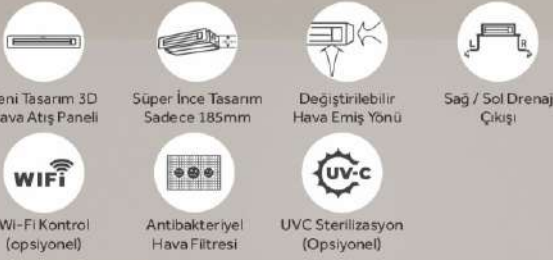 eni Tasarım 3D
ava Atış Paneli
Süper İnce Tasarım
Sadece 185mm
Değiştirilebilir
Hava Emiş Yönü
L R
Sağ / Sol Drenaj
Çıkışı
WIFI
Wi-Fi Kontrol
(opsiyonel)
Antibakteriyel
Hava Filtresi
UV-C
UVC Sterilizasyon
(Opsiyonel)